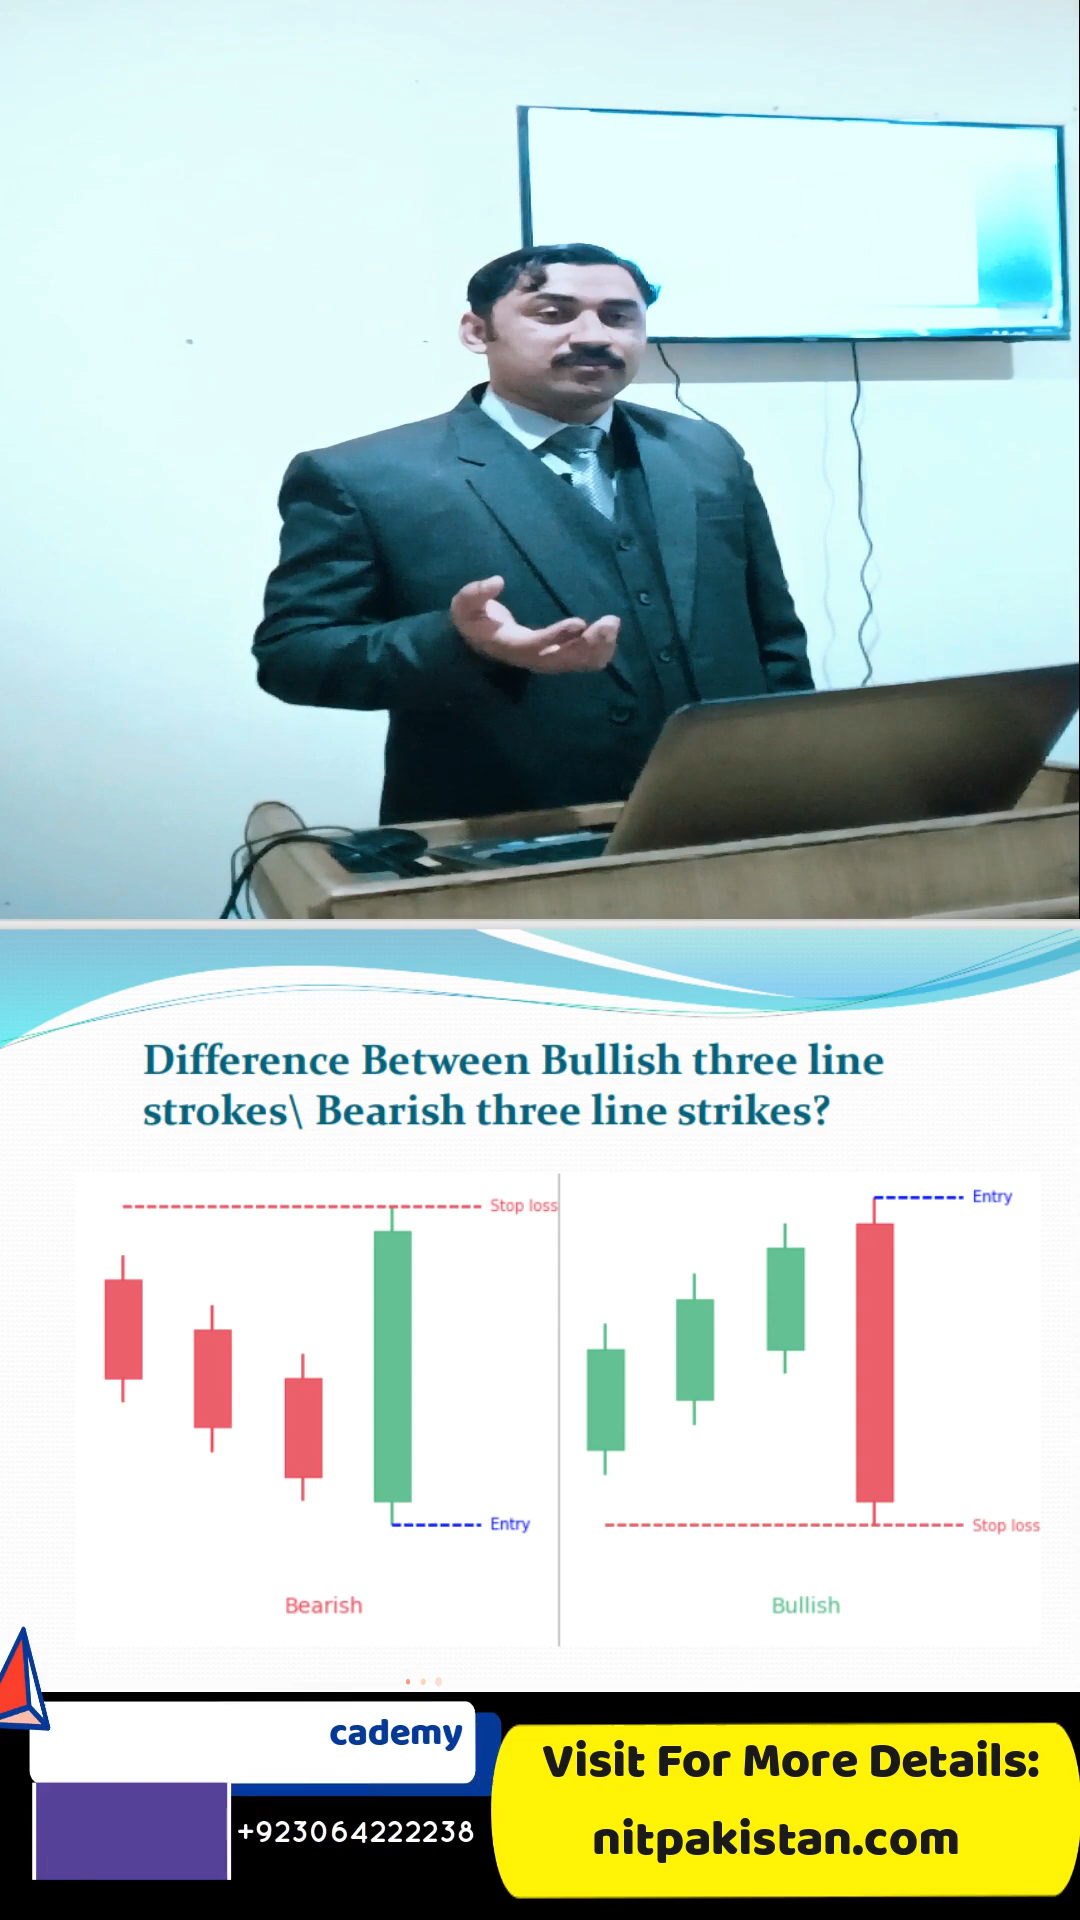 Difference Between Bullish three line
strokes\ Bearish three line strikes?
Stop loss
Entry
Entry
Stop loss
Bearish
Bullish
cademy
+923064222238
Visit For More Details:
nitpakistan.com